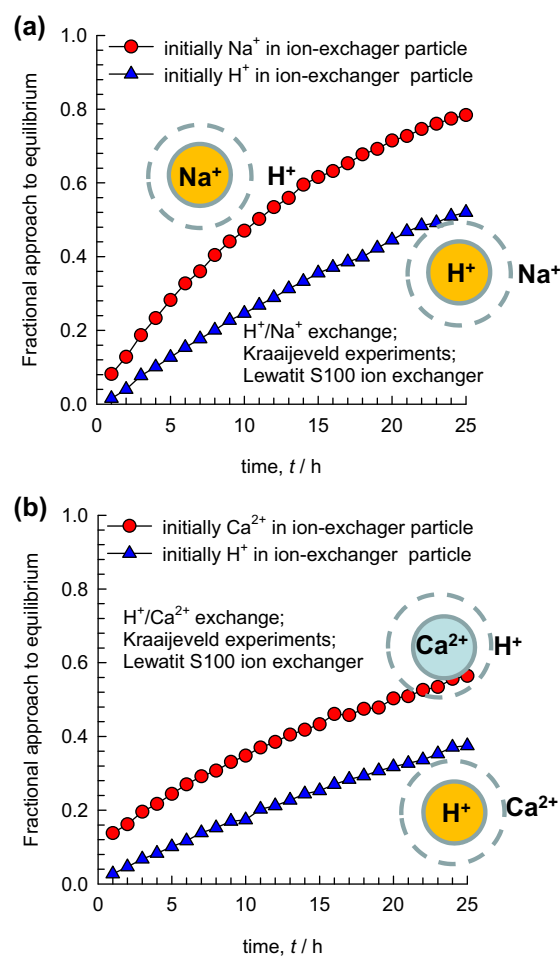 (a)
Fractional approach to equilibrium
1.0
0.8
0.6
0.4
0.2
0.0
initially Na⁺ in ion-exchager particle
initially H⁺ in ion-exchanger particle
Na⁺
H⁺
H⁺
Na⁺
H⁺/Na⁺ exchange;
Kraaijeveld experiments;
Lewatit S100 ion exchanger
0 5 10 15 20 25
time, t / h
(b)
Fractional approach to equilibrium
1.0
0.8
0.6
0.4
0.2
0.0
initially Ca²⁺ in ion-exchager particle
initially H⁺ in ion-exchanger particle
H⁺/Ca²⁺ exchange;
Kraaijeveld experiments;
Lewatit S100 ion exchanger
Ca²⁺
H⁺
H⁺
Ca²⁺
0 5 10 15 20 25
time, t / h